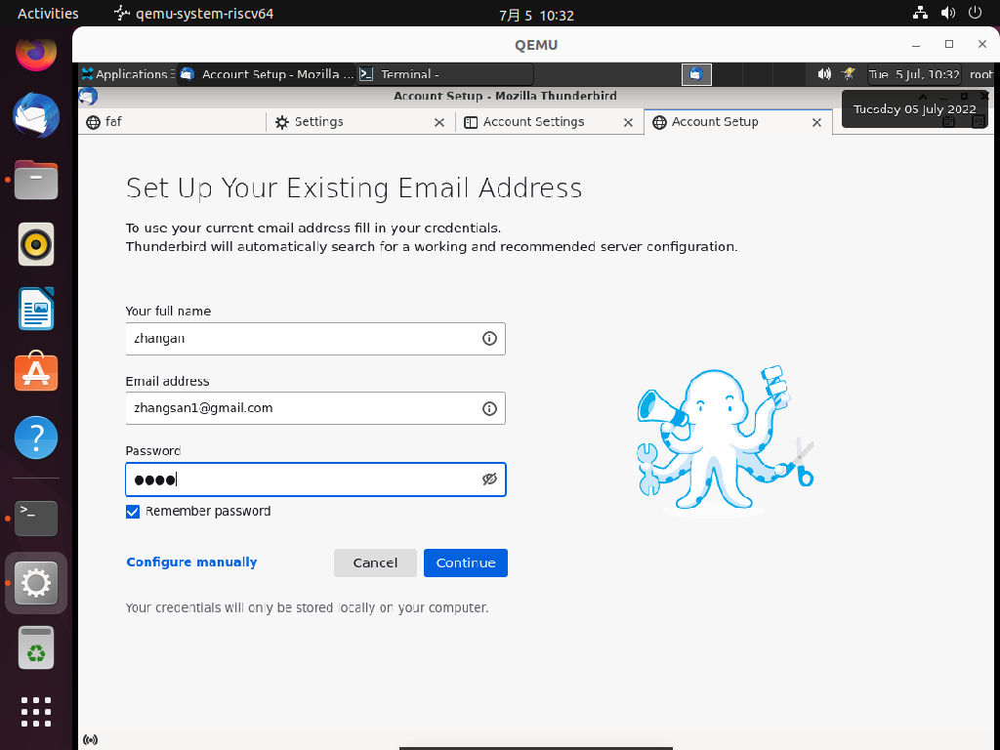 Activities
qemu-system-riscv64
7月 5 10:32
QEMU
Applications
Account Setup - Mozilla ...
Terminal -
Tue 5 Jul, 10:32
root
Account Setup - Mozilla Thunderbird
Tuesday 05 July 2022
faf
Settings
Account Settings
Account Setup
Set Up Your Existing Email Address
To use your current email address fill in your credentials.
Thunderbird will automatically search for a working and recommended server configuration.
Your full name
zhangan
Email address
zhangsan1@gmail.com
Password
●●●●
Remember password
Configure manually
Cancel
Continue
Your credentials will only be stored locally on your computer.